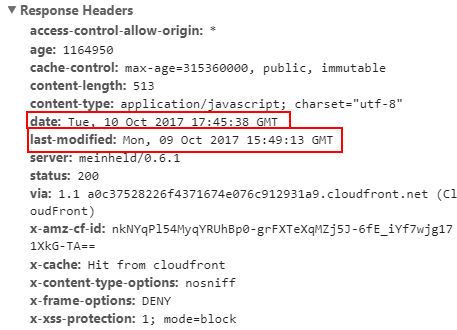 ▼ Response Headers
access-control-allow-origin: *
age: 1164950
cache-control: max-age=315360000, public, immutable
content-length: 513
content-type: application/javascript; charset="utf-8"
date: Tue, 10 Oct 2017 17:45:38 GMT
last-modified: Mon, 09 Oct 2017 15:49:13 GMT
server: meinheld/0.6.1
status: 200
via: 1.1 a0c37528226f4371674e076c912931a9.cloudfront.net (Cl
oudFront)
x-amz-cf-id: nkNYqPl54MyqYRUhBp0-grFXTeXqMZj5J-6fE_iYf7wjg17
1XkG-TA==
x-cache: Hit from cloudfront
x-content-type-options: nosniff
x-frame-options: DENY
x-xss-protection: 1; mode=block